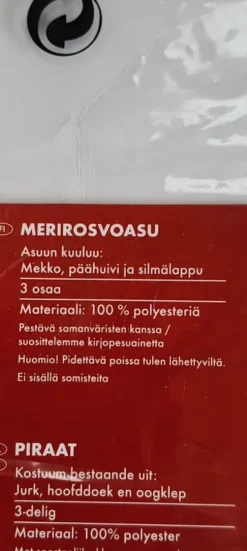 FI MERIROSVOASU
Asuun kuuluu:
Mekko, päähuivi ja silmälappu
3 osaa
Materiaali: 100 % polyesteriä
Pestävä samanväristen kanssa /
suosittelemme kirjopesuainetta
Huomio! Pidettävä poissa tulen lähettyviltä.
Ei sisällä somisteita
PIRAAT
Kostuum bestaande uit:
Jurk, hoofddoek en oogklep
3-delig
Materiaal: 100% polyester